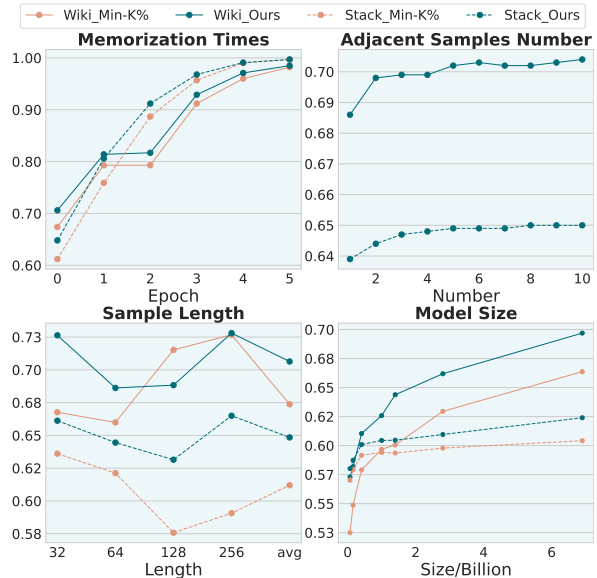 Wiki_Min-K% Wiki_Ours Stack_Min-K% Stack_Ours
Memorization Times
1.00
0.90
0.80
0.70
0.60
0 1 2 3 4 5
Epoch
Adjacent Samples Number
0.70
0.69
0.68
0.67
0.66
0.65
0.64
2 4 6 8 10
Number
Sample Length
0.73
0.70
0.68
0.65
0.62
0.60
0.58
32 64 128 256 avg
Length
Model Size
0.70
0.68
0.65
0.62
0.60
0.57
0.55
0.53
0 2 4 6
Size/Billion